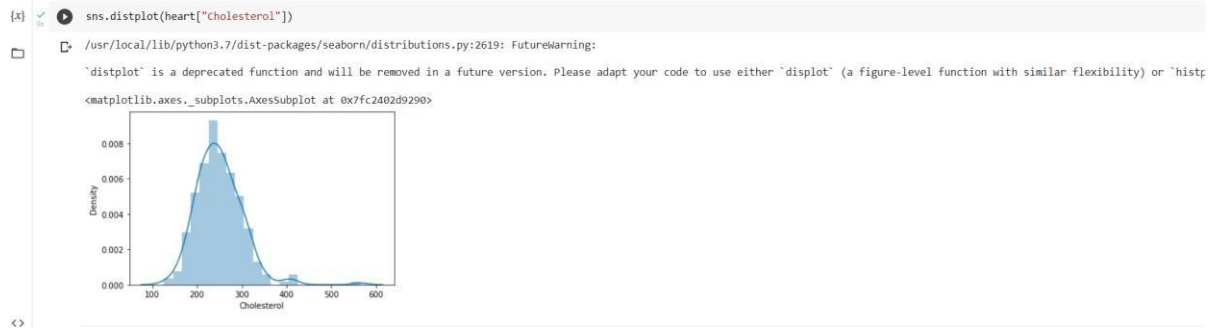 {x}
0s
sns.distplot(heart["Cholesterol"])
/usr/local/lib/python3.7/dist-packages/seaborn/distributions.py:2619: FutureWarning:
`distplot` is a deprecated function and will be removed in a future version. Please adapt your code to use either `displot` (a figure-level function with similar flexibility) or `histp
<matplotlib.axes._subplots.AxesSubplot at 0x7fc2402d9290>
0.008
0.006
0.004
0.002
0.000
Density
100 200 300 400 500 600
Cholesterol
<>